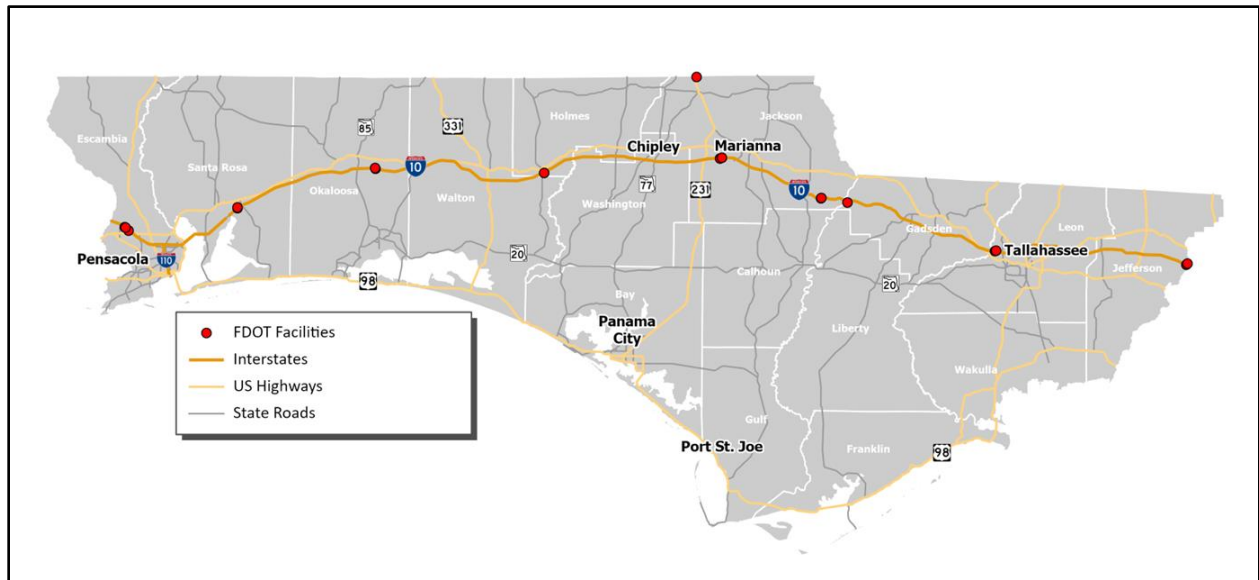 Escambia
Santa Rosa
Okaloosa
Walton
Holmes
Washington
Jackson
Bay
Calhoun
Gulf
Liberty
Franklin
Gadsden
Leon
Wakulla
Jefferson
Pensacola
Chipley
Marianna
Tallahassee
Panama
City
Port St. Joe
85
331
10
77
231
10
20
20
110
98
98
FDOT Facilities
Interstates
US Highways
State Roads